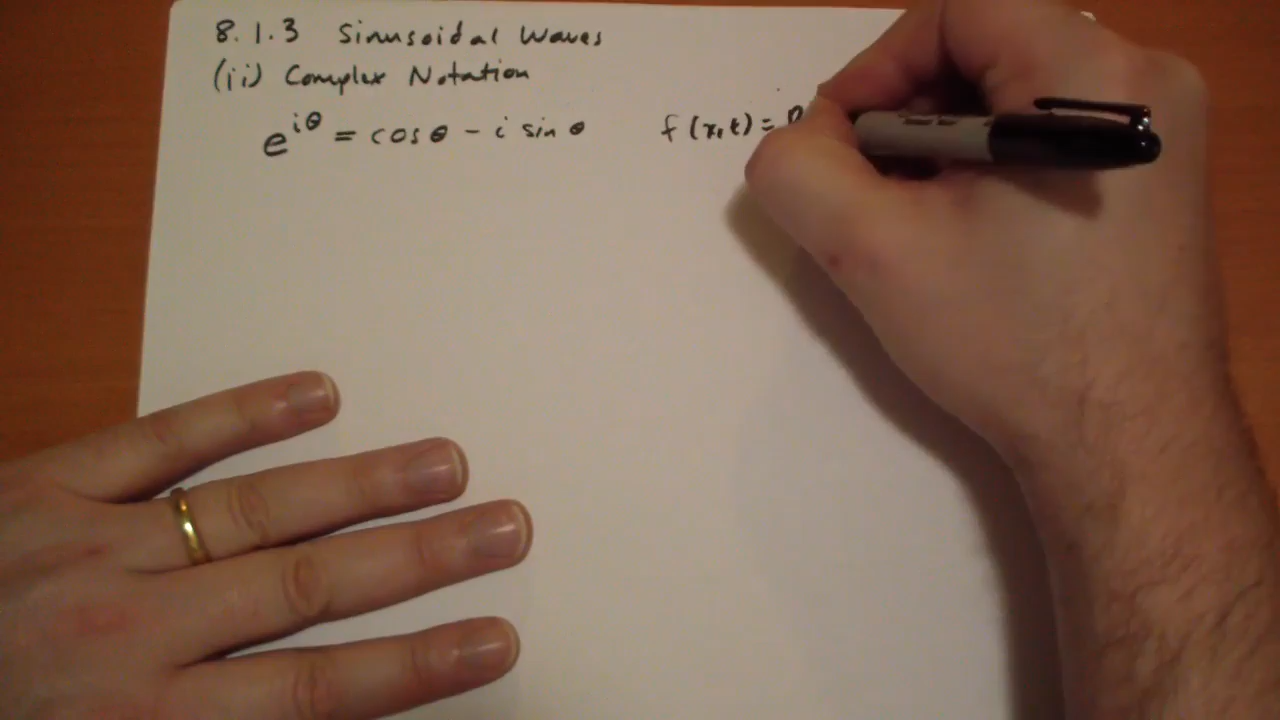 8.1.3 Sinusoidal Waves
(ii) Complex Notation
e^{iθ} = cos θ - i sin θ f(x,t) =